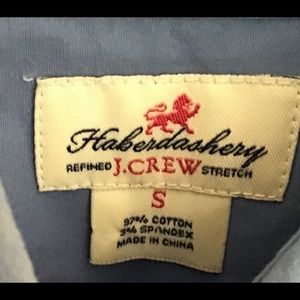 Haberdashery
REFINED J.CREW STRETCH
S
97% COTTON
3% SPANDEX
MADE IN CHINA